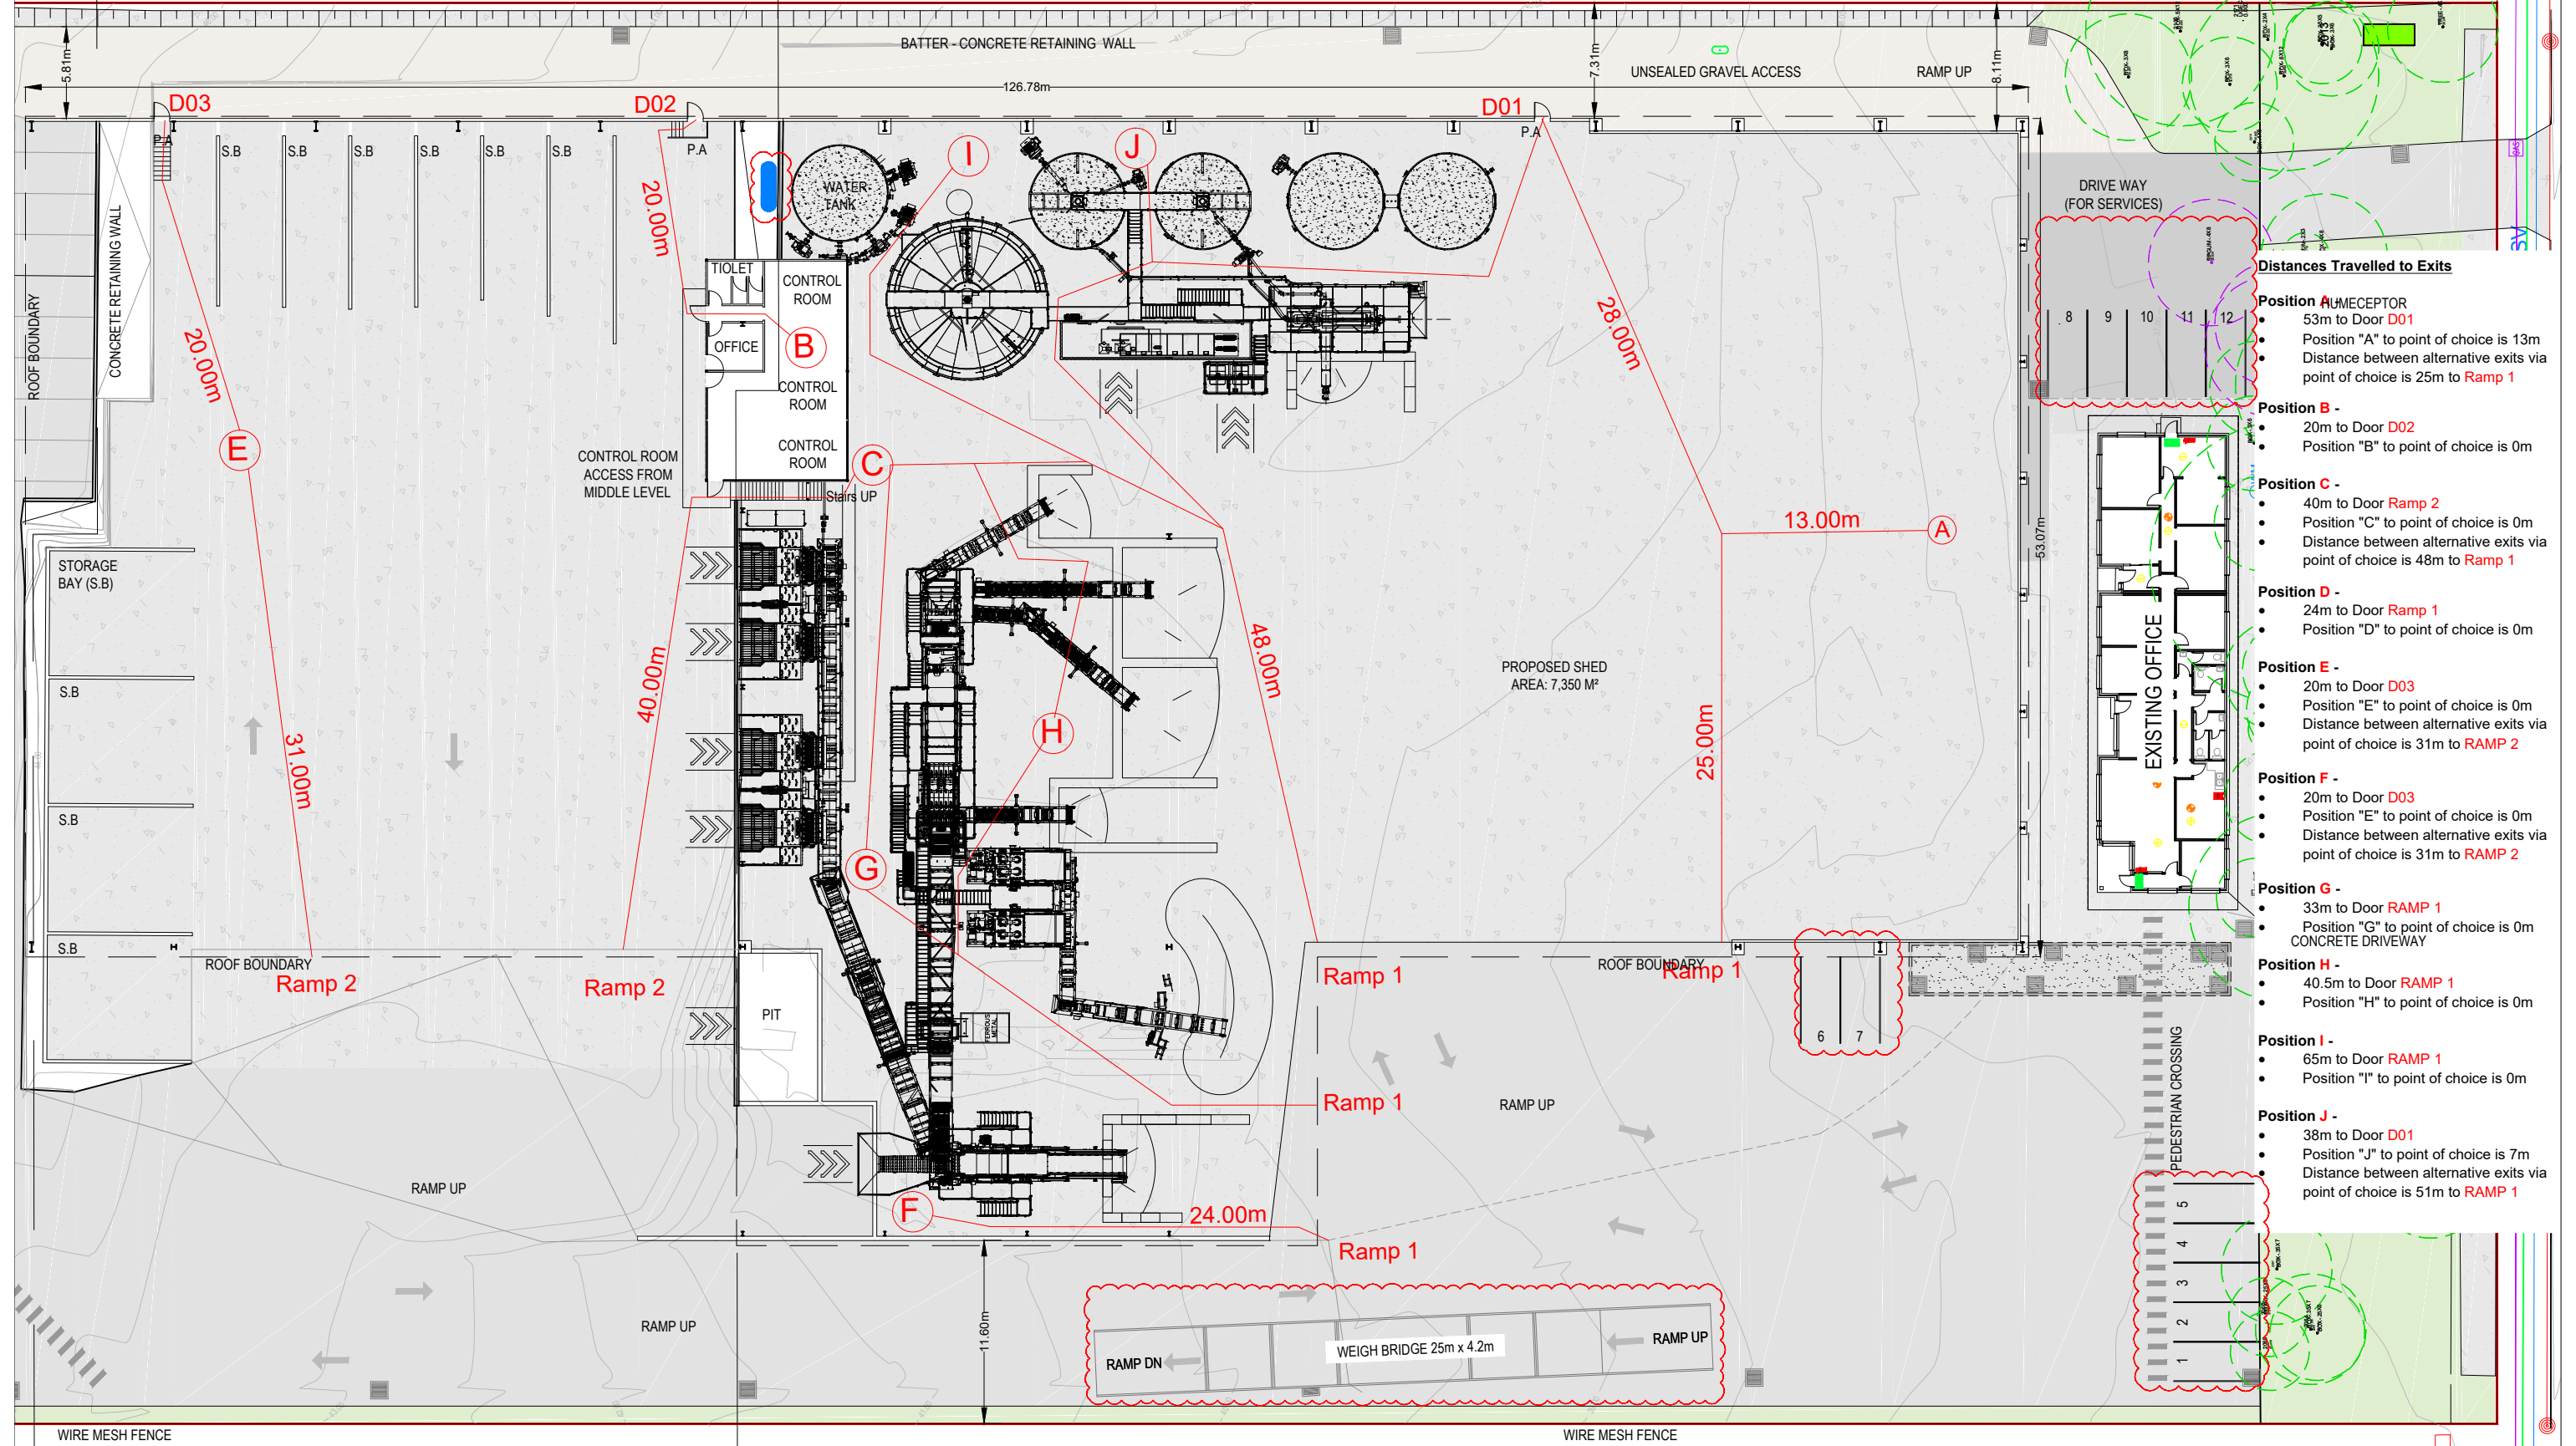 BATTER - CONCRETE RETAINING WALL
5.81m
126.78m
7.31m
8.11m
UNSEALED GRAVEL ACCESS
RAMP UP
2013
D03
D02
D01
P.A
P.A
P.A
S.B
S.B
S.B
S.B
S.B
S.B
I
J
WATER
TANK
20.00m
ROOF BOUNDARY
CONCRETE RETAINING WALL
TIOLET
CONTROL
ROOM
OFFICE
B
CONTROL
ROOM
CONTROL
ROOM
20.00m
E
CONTROL ROOM
ACCESS FROM
MIDDLE LEVEL
C
Stairs UP
28.00m
13.00m
A
53.07m
DRIVE WAY
(FOR SERVICES)
8
9
10
11
12
STORAGE
BAY (S.B)
S.B
S.B
S.B
31.00m
40.00m
48.00m
H
G
PROPOSED SHED
AREA: 7,350 M²
25.00m
EXISTING OFFICE
ROOF BOUNDARY
Ramp 2
Ramp 2
PIT
FERROUS
METAL
Ramp 1
ROOF BOUNDARY
Ramp 1
6
7
Ramp 1
RAMP UP
PEDESTRIAN CROSSING
RAMP UP
F
24.00m
Ramp 1
11.60m
RAMP UP
RAMP DN
WEIGH BRIDGE 25m x 4.2m
RAMP UP
5
4
3
2
1
WIRE MESH FENCE
WIRE MESH FENCE
GAS
SV
Distances Travelled to Exits
Position A -
HUMECEPTOR
53m to Door D01
Position "A" to point of choice is 13m
Distance between alternative exits via
point of choice is 25m to Ramp 1
Position B -
20m to Door D02
Position "B" to point of choice is 0m
Position C -
40m to Door Ramp 2
Position "C" to point of choice is 0m
Distance between alternative exits via
point of choice is 48m to Ramp 1
Position D -
24m to Door Ramp 1
Position "D" to point of choice is 0m
Position E -
20m to Door D03
Position "E" to point of choice is 0m
Distance between alternative exits via
point of choice is 31m to RAMP 2
Position F -
20m to Door D03
Position "E" to point of choice is 0m
Distance between alternative exits via
point of choice is 31m to RAMP 2
Position G -
33m to Door RAMP 1
Position "G" to point of choice is 0m
CONCRETE DRIVEWAY
Position H -
40.5m to Door RAMP 1
Position "H" to point of choice is 0m
Position I -
65m to Door RAMP 1
Position "I" to point of choice is 0m
Position J -
38m to Door D01
Position "J" to point of choice is 7m
Distance between alternative exits via
point of choice is 51m to RAMP 1